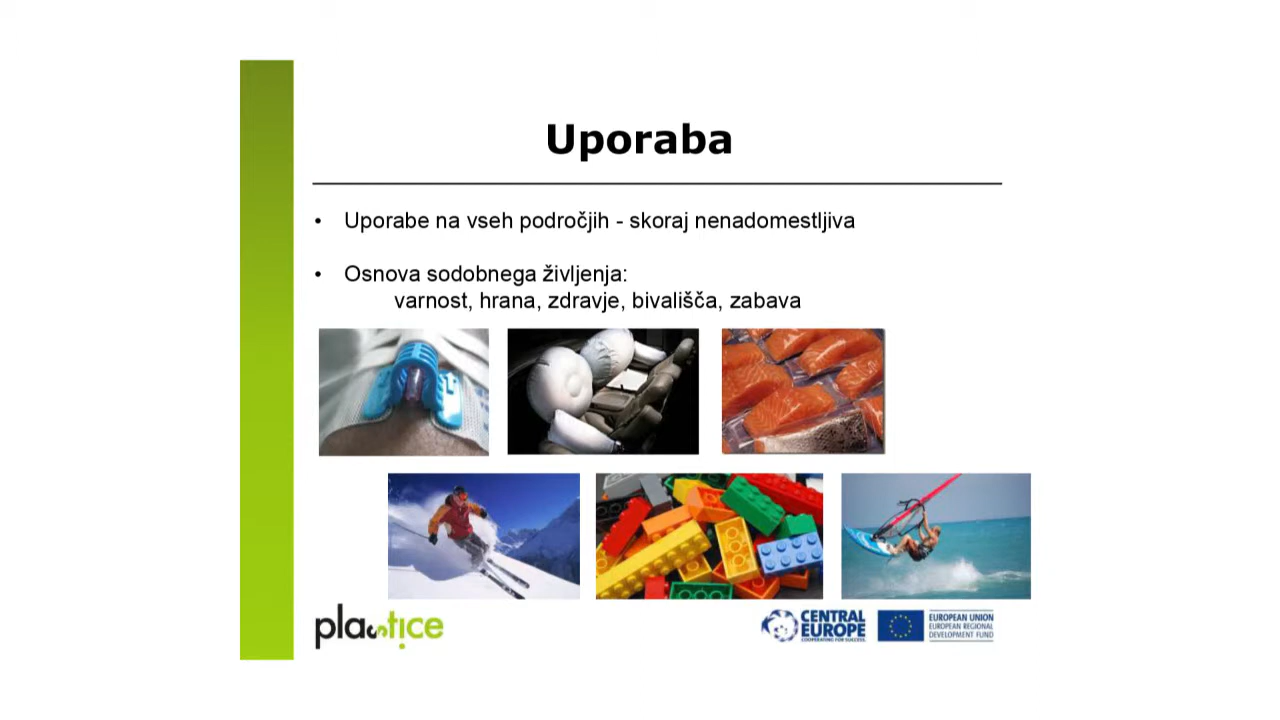 Uporaba
• Uporabe na vseh področjih - skoraj nenadomestljiva
• Osnova sodobnega življenja:
varnost, hrana, zdravje, bivališča, zabava
plastice
CENTRAL
EUROPE
COOPERATING FOR SUCCESS.
EUROPEAN UNION
EUROPEAN REGIONAL
DEVELOPMENT FUND